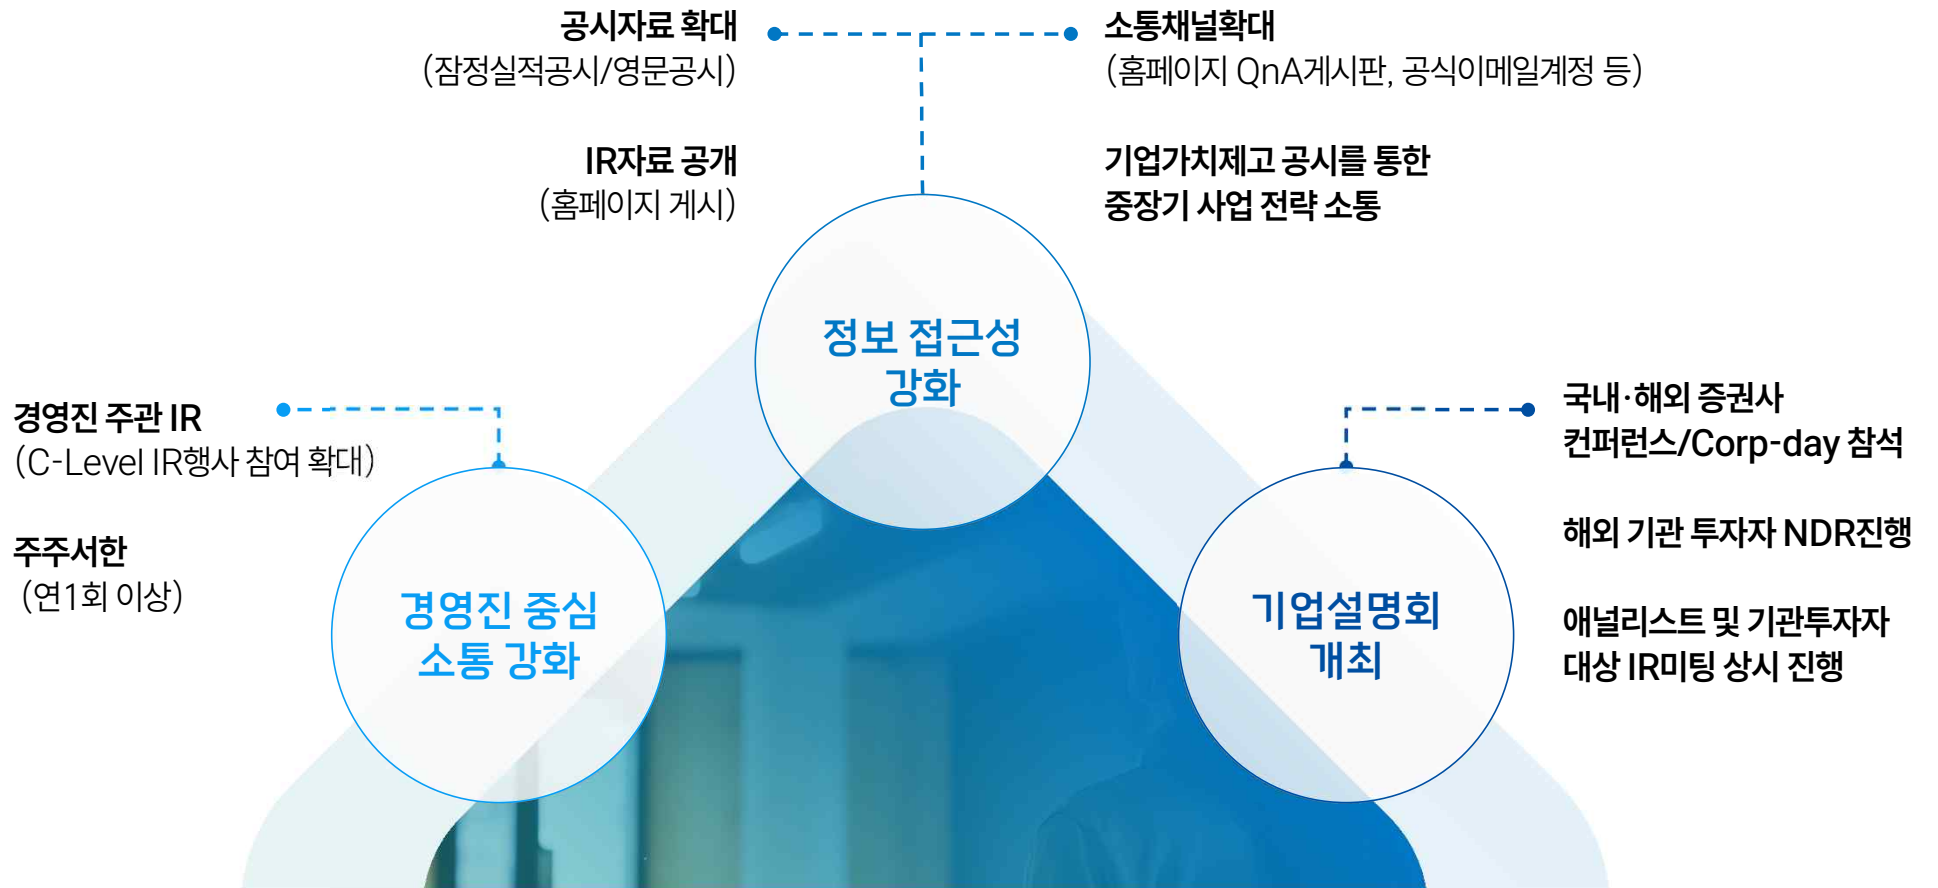 공시자료 확대
(잠정실적공시/영문공시)
IR자료 공개
(홈페이지 게시)
소통채널확대
(홈페이지 QnA게시판, 공식이메일계정 등)
기업가치제고 공시를 통한
중장기 사업 전략 소통
정보 접근성
강화
경영진 주관 IR
(C-Level IR행사 참여 확대)
주주서한
(연1회 이상)
경영진 중심
소통 강화
기업설명회
개최
국내·해외 증권사
컨퍼런스/Corp-day 참석
해외 기관 투자자 NDR진행
애널리스트 및 기관투자자
대상 IR미팅 상시 진행